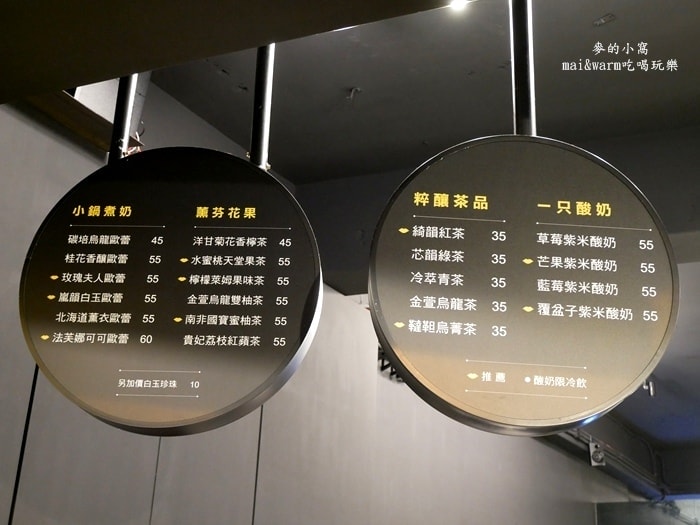 麥的小窩
mai&warm吃喝玩樂
小鍋煮奶
碳培烏龍歐蕾 45
桂花香釀歐蕾 55
玫瑰夫人歐蕾 55
嵐韻白玉歐蕾 55
北海道薰衣歐蕾 55
法芙娜可可歐蕾 60
薰芬花果
洋甘菊花香檸茶 45
水蜜桃天堂果茶 55
檸檬萊姆果味茶 55
金萱烏龍雙柚茶 55
南非國寶蜜柚茶 55
貴妃荔枝紅蘋茶 55
另加價白玉珍珠 10
粹釀茶品
綺韻紅茶 35
芯韻綠茶 35
冷萃青茶 35
金萱烏龍茶 35
韃靼烏蕎茶 35
一只酸奶
草莓紫米酸奶 55
芒果紫米酸奶 55
藍莓紫米酸奶 55
覆盆子紫米酸奶 55
推薦
酸奶限冷飲